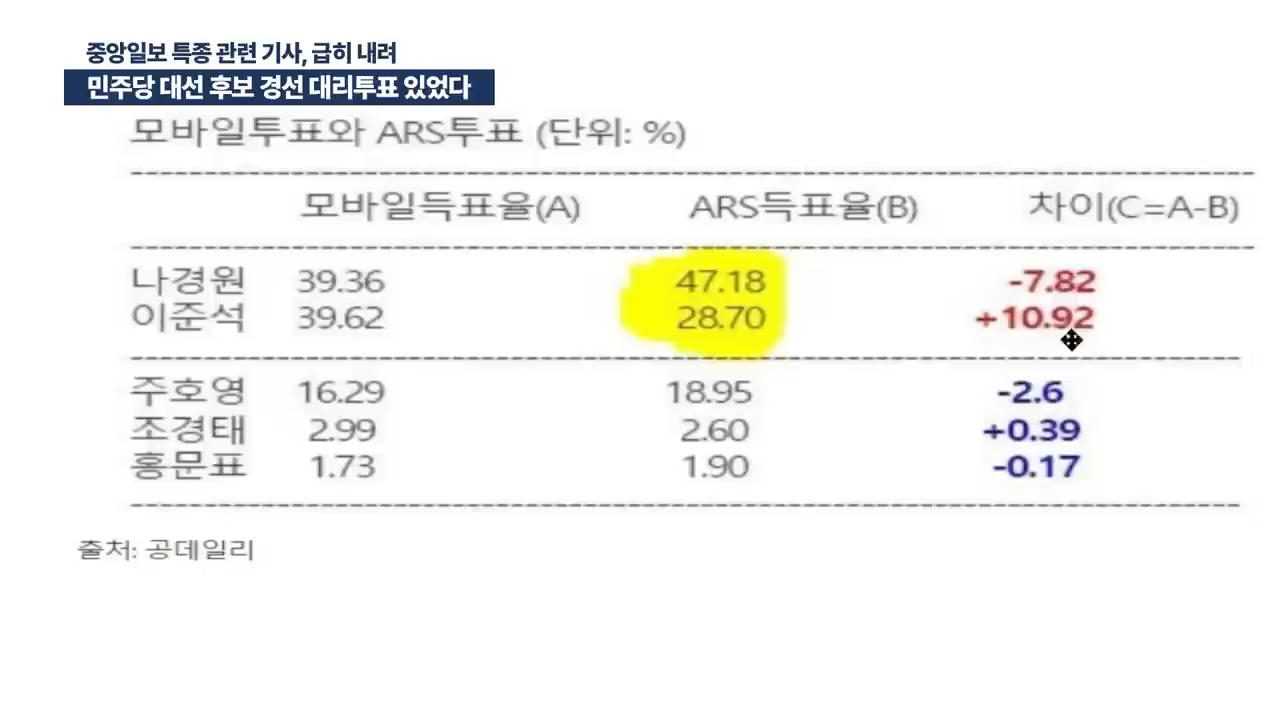 중앙일보 특종 관련 기사, 급히 내려
민주당 대선 후보 경선 대리투표 있었다
모바일투표와 ARS투표 (단위: %)
모바일득표율(A) ARS득표율(B) 차이(C=A-B)
나경원 39.36 47.18 -7.82
이준석 39.62 28.70 +10.92
주호영 16.29 18.95 -2.6
조경태 2.99 2.60 +0.39
홍문표 1.73 1.90 -0.17
출처: 공데일리